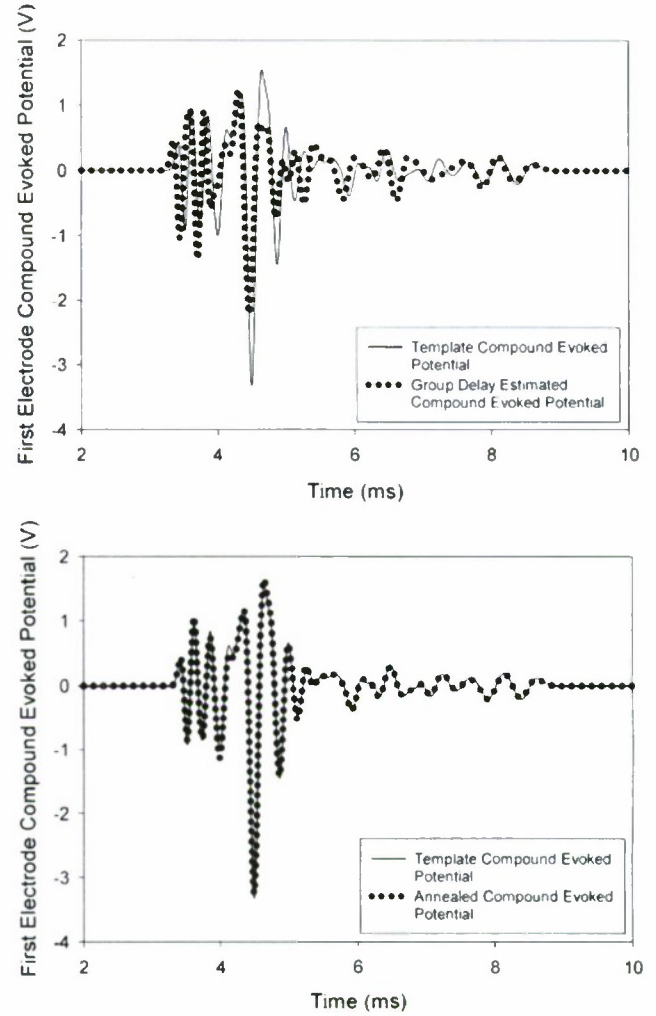 First Electrode Compound Evoked Potential (V)
2
1
0
-1
-2
-3
-4
2 4 6 8 10
Time (ms)
Template Compound Evoked
Potential
Group Delay Estimated
Compound Evoked Potential
First Electrode Compound Evoked Potential (V)
2
1
0
-1
-2
-3
-4
2 4 6 8 10
Time (ms)
Template Compound Evoked
Potential
Annealed Compound Evoked
Potential